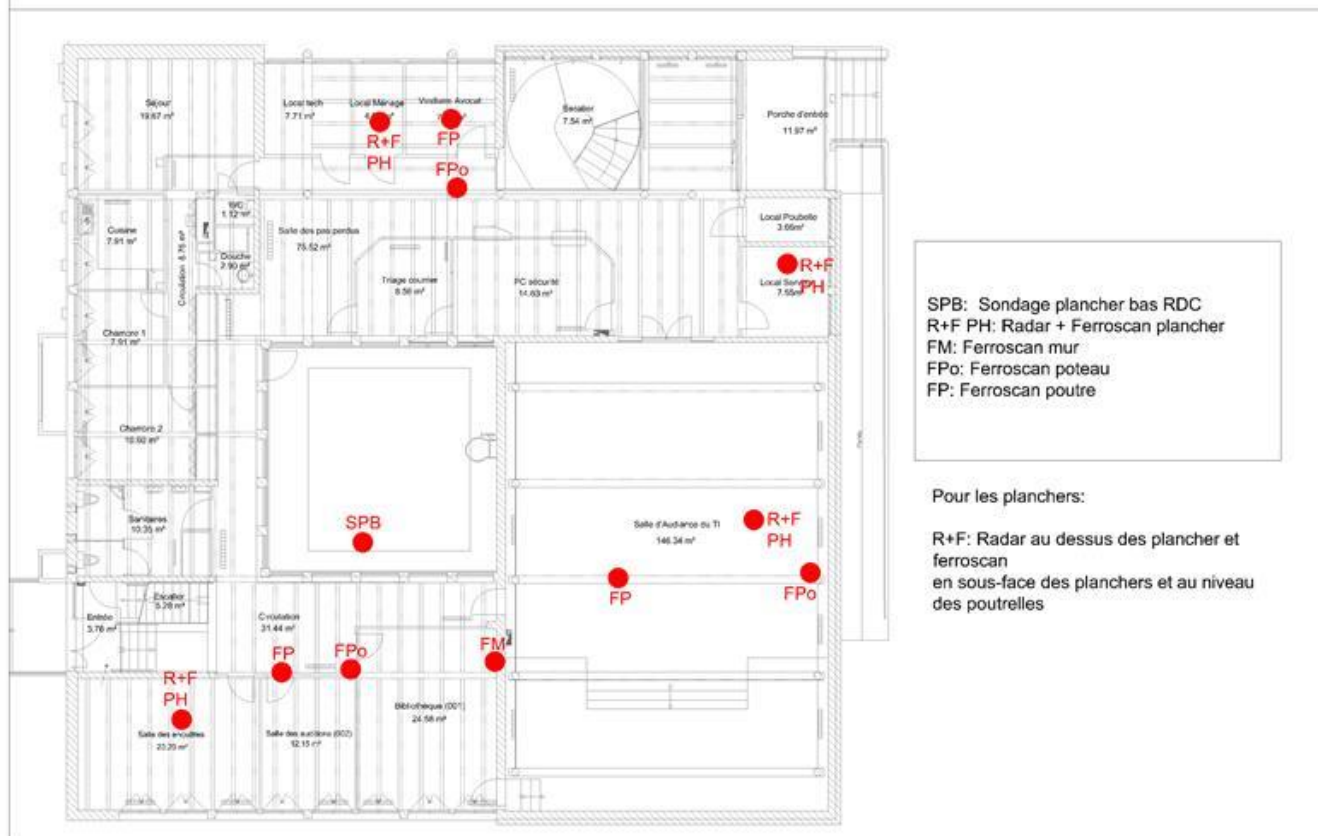 Séjour
19.67 m²
Local tech
7.71 m²
Local Ménage
Vestiaire Avocat
R+F
PH
FP
FPo
7.54 m²
Porche d'entrée
11.97 m²
WC
1.12 m²
Cuisine
7.91 m²
Circulation 8.76 m²
Douche
2.90 m²
Salle des pas perdus
75.52 m²
Triage courrier
8.56 m²
PC sécurité
14.63 m²
Local Poubelle
3.66m²
R+F
PH
Local
7.55m²
Chambre 1
7.91 m²
Chambre 2
10.60 m²
Sanitaires
10.35 m²
SPB
Salle d'Audiance du TI
146.34 m²
R+F
PH
FP
FPo
Escalier
5.28 m²
Entrée
3.76 m²
Circulation
31.44 m²
FP
FPo
FM
R+F
PH
Salle des enquêtes
23.20 m²
Salle des auditions (002)
12.15 m²
Bibliothèque (001)
24.58 m²
SPB: Sondage plancher bas RDC
R+F PH: Radar + Ferroscan plancher
FM: Ferroscan mur
FPo: Ferroscan poteau
FP: Ferroscan poutre
Pour les planchers:
R+F: Radar au dessus des plancher et
ferroscan
en sous-face des planchers et au niveau
des poutrelles